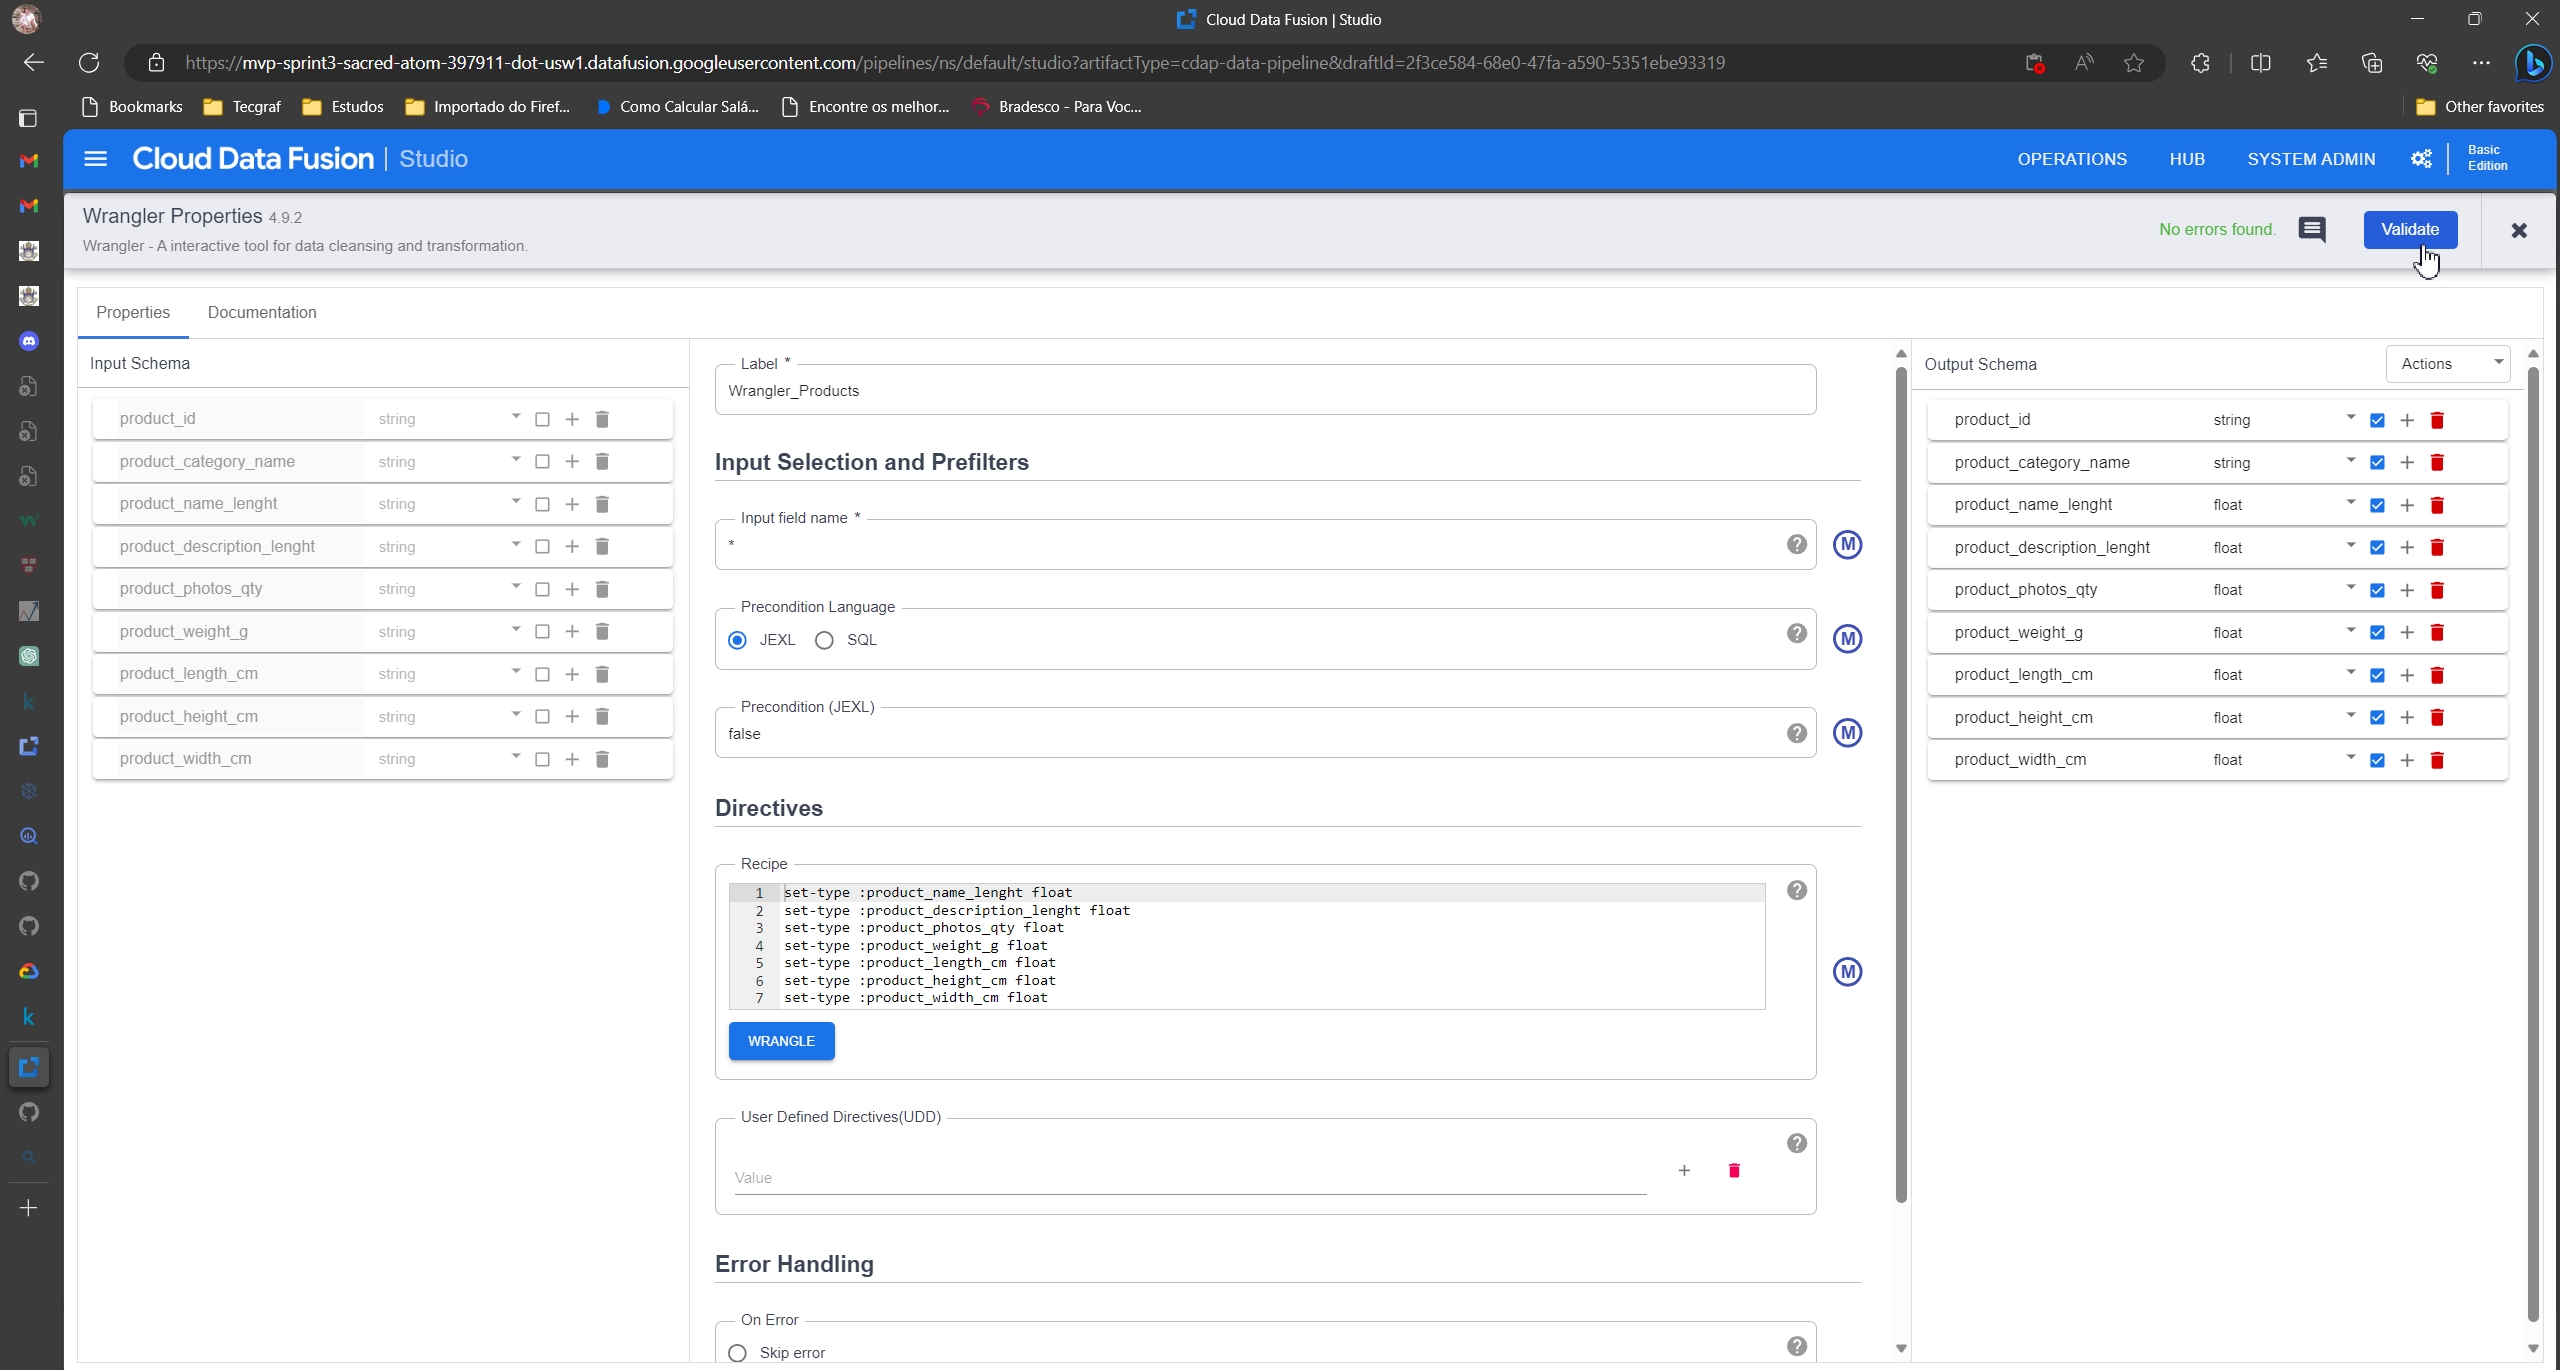 Cloud Data Fusion | Studio
https://mvp-sprint3-sacred-atom-397911-dot-usw1.datafusion.googleusercontent.com/pipelines/ns/default/studio?artifactType=cdap-data-pipeline&draftId=2f3ce584-68e0-47fa-a590-5351ebe93319
Bookmarks Tecgraf Estudos Importado do Firef... Como Calcular Salá... Encontre os melhor... Bradesco - Para Voc... Other favorites
Cloud Data Fusion | Studio OPERATIONS HUB SYSTEM ADMIN Basic Edition
Wrangler Properties 4.9.2
Wrangler - A interactive tool for data cleansing and transformation.
No errors found. Validate
Properties Documentation
Input Schema
product_id string
product_category_name string
product_name_lenght string
product_description_lenght string
product_photos_qty string
product_weight_g string
product_length_cm string
product_height_cm string
product_width_cm string
Label *
Wrangler_Products
Input Selection and Prefilters
Input field name *
*
M
Precondition Language
JEXL SQL
M
Precondition (JEXL)
false
M
Directives
Recipe
1 set-type :product_name_lenght float
2 set-type :product_description_lenght float
3 set-type :product_photos_qty float
4 set-type :product_weight_g float
5 set-type :product_length_cm float
6 set-type :product_height_cm float
7 set-type :product_width_cm float
M
WRANGLE
User Defined Directives(UDD)
Value
Error Handling
On Error
Skip error
Output Schema Actions
product_id string
product_category_name string
product_name_lenght float
product_description_lenght float
product_photos_qty float
product_weight_g float
product_length_cm float
product_height_cm float
product_width_cm float